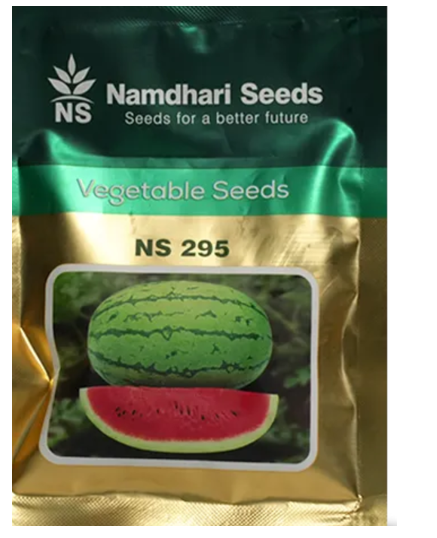 NS
Namdhari Seeds
Seeds for a better future
Vegetable Seeds
NS 295